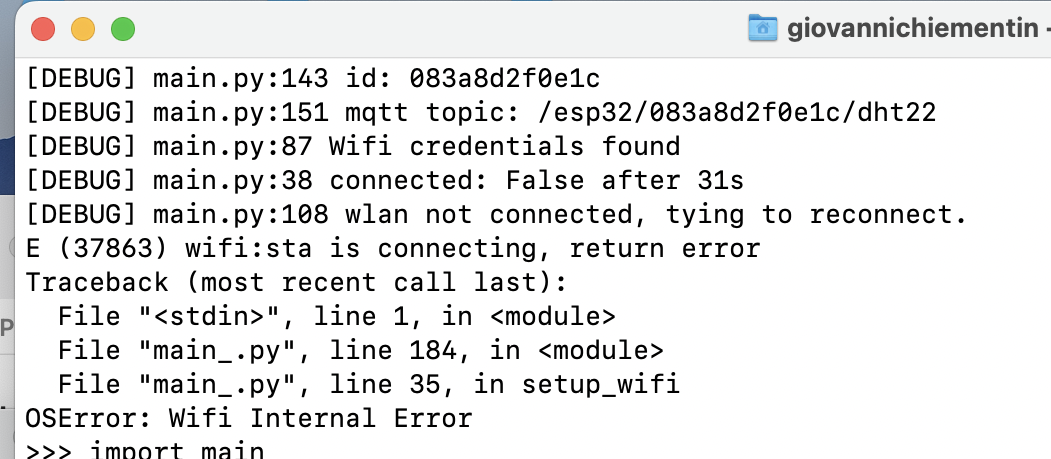 giovannichiementin -
[DEBUG] main.py:143 id: 083a8d2f0e1c
[DEBUG] main.py:151 mqtt topic: /esp32/083a8d2f0e1c/dht22
[DEBUG] main.py:87 Wifi credentials found
[DEBUG] main.py:38 connected: False after 31s
[DEBUG] main.py:108 wlan not connected, tying to reconnect.
E (37863) wifi:sta is connecting, return error
Traceback (most recent call last):
  File "<stdin>", line 1, in <module>
  File "main_.py", line 184, in <module>
  File "main_.py", line 35, in setup_wifi
OSError: Wifi Internal Error
>>> import main
P